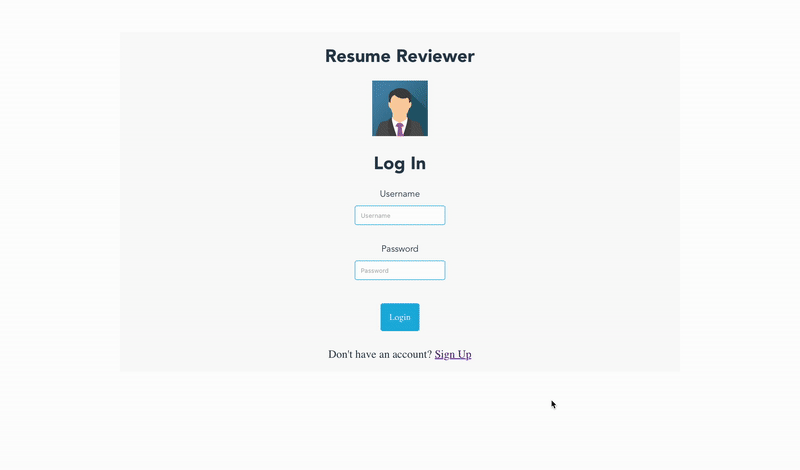 Resume Reviewer
Log In
Username
Username
Password
Password
Login
Don't have an account? Sign Up